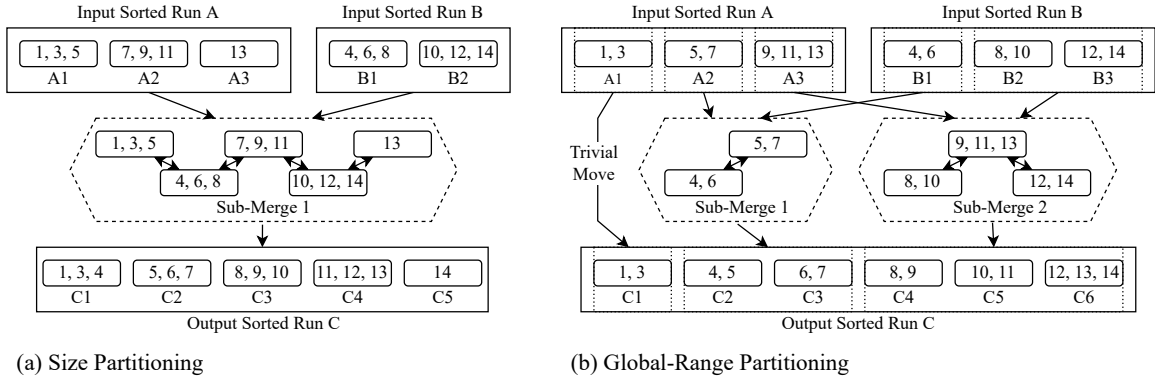 Input Sorted Run A
1, 3, 5
7, 9, 11
13
A1
A2
A3
Input Sorted Run B
4, 6, 8
10, 12, 14
B1
B2
1, 3, 5
7, 9, 11
13
4, 6, 8
10, 12, 14
Sub-Merge 1
1, 3, 4
5, 6, 7
8, 9, 10
11, 12, 13
14
C1
C2
C3
C4
C5
Output Sorted Run C
(a) Size Partitioning
Input Sorted Run A
1, 3
5, 7
9, 11, 13
A1
A2
A3
Input Sorted Run B
4, 6
8, 10
12, 14
B1
B2
B3
Trivial
Move
5, 7
4, 6
Sub-Merge 1
9, 11, 13
8, 10
12, 14
Sub-Merge 2
1, 3
4, 5
6, 7
8, 9
10, 11
12, 13, 14
C1
C2
C3
C4
C5
C6
Output Sorted Run C
(b) Global-Range Partitioning